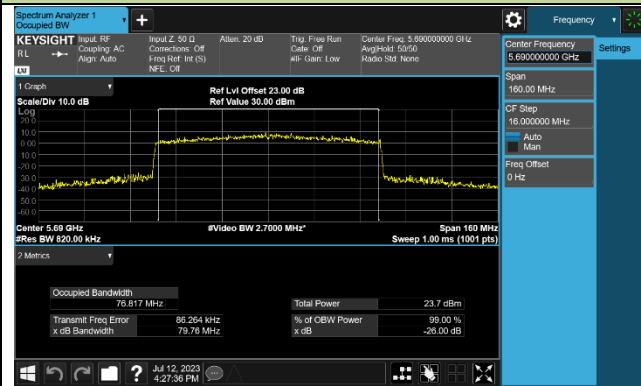 Spectrum Analyzer 1
Occupied BW
Frequency
KEYSIGHT
RL
LXI
Input: RF
Coupling: AC
Align: Auto
Input Z: 50 Ω
Corrections: Off
Freq Ref: Int (S)
NFE: Off
Atten: 20 dB
Trig: Free Run
Gate: Off
#IF Gain: Low
Center Freq: 5.690000000 GHz
Avg|Hold: 50/50
Radio Std: None
Center Frequency
5.690000000 GHz
Settings
Span
160.00 MHz
CF Step
16.000000 MHz
Auto
Man
Freq Offset
0 Hz
1 Graph
Scale/Div 10.0 dB
Ref Lvl Offset 23.00 dB
Ref Value 30.00 dBm
Log
20.0
10.0
0.00
-10.0
-20.0
-30.0
-40.0
-50.0
-60.0
Center 5.69 GHz
#Res BW 820.00 kHz
#Video BW 2.7000 MHz*
Span 160 MHz
Sweep 1.00 ms (1001 pts)
2 Metrics
Occupied Bandwidth
76.817 MHz
Total Power 23.7 dBm
Transmit Freq Error 86.264 kHz
% of OBW Power 99.00 %
x dB Bandwidth 79.76 MHz
x dB -26.00 dB
?
Jul 12, 2023
4:27:36 PM